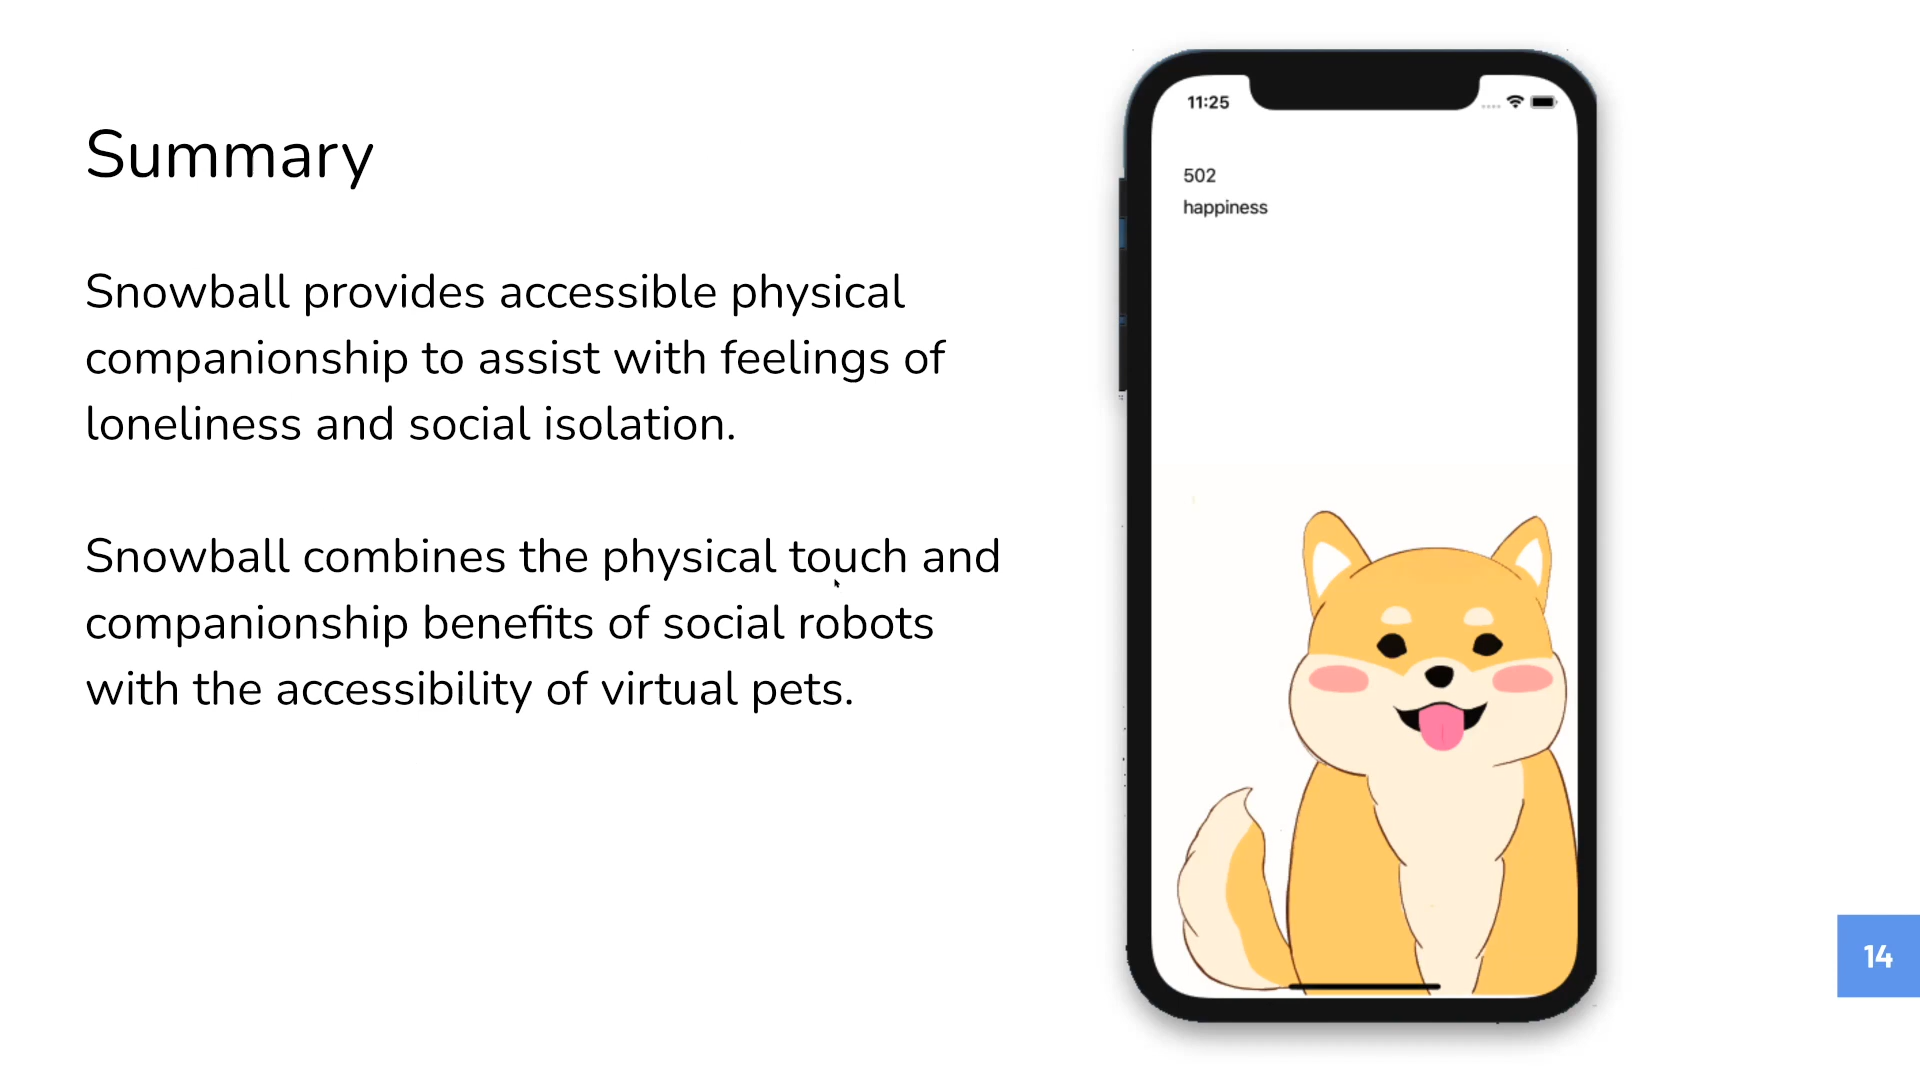 Summary
Snowball provides accessible physical
companionship to assist with feelings of
loneliness and social isolation.
Snowball combines the physical touch and
companionship benefits of social robots
with the accessibility of virtual pets.
11:25
502
happiness
14